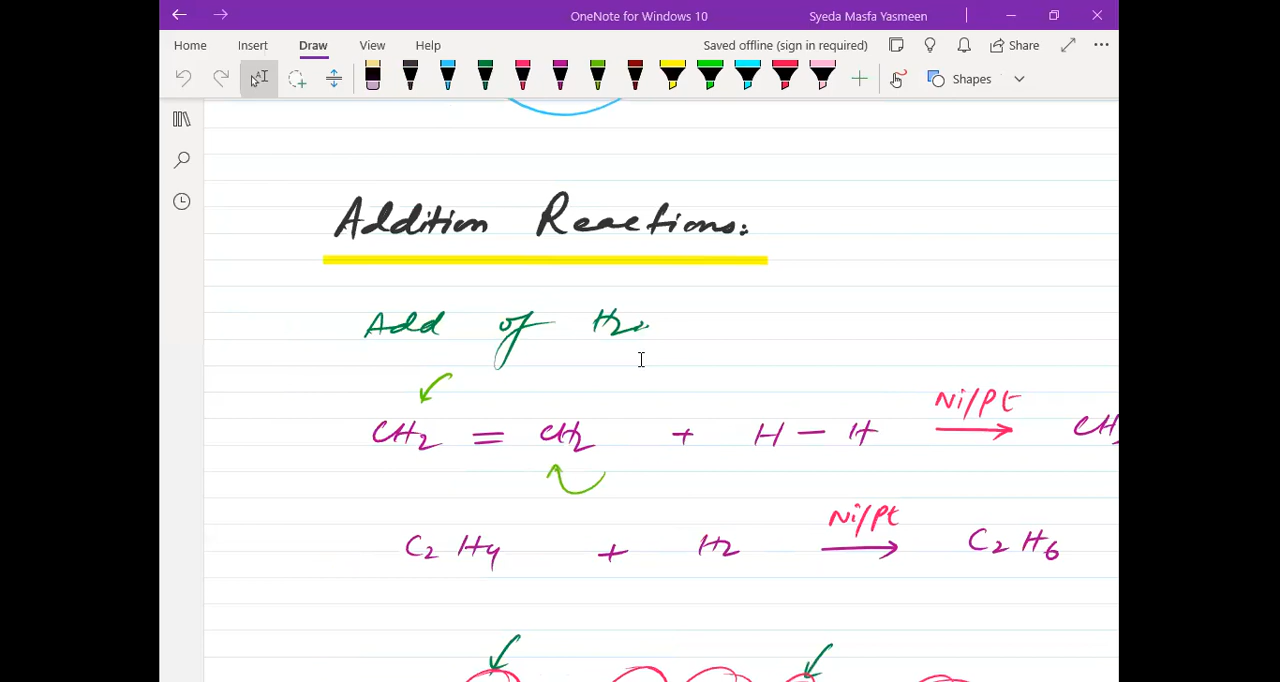 OneNote for Windows 10 Syeda Masfa Yasmeen
Home Insert Draw View Help Saved offline (sign in required) Share
Shapes
Addition Reactions:
Add of H2
Ni/Pt
CH2 = CH2 + H - H → CH3
Ni/Pt
C2 H4 + H2 → C2 H6